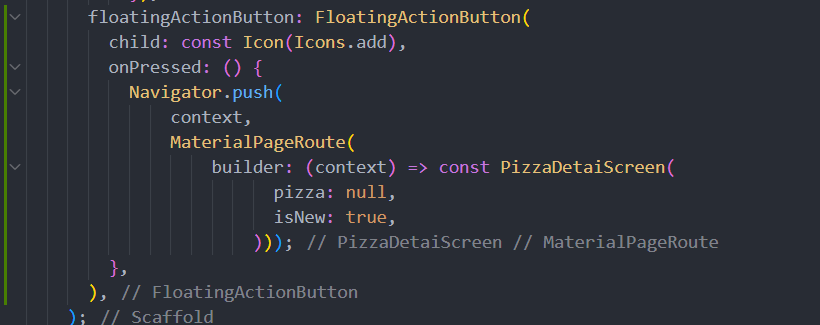 floatingActionButton: FloatingActionButton(
child: const Icon(Icons.add),
onPressed: () {
Navigator.push(
context,
MaterialPageRoute(
builder: (context) => const PizzaDetaiScreen(
pizza: null,
isNew: true,
))); // PizzaDetaiScreen // MaterialPageRoute
},
), // FloatingActionButton
); // Scaffold